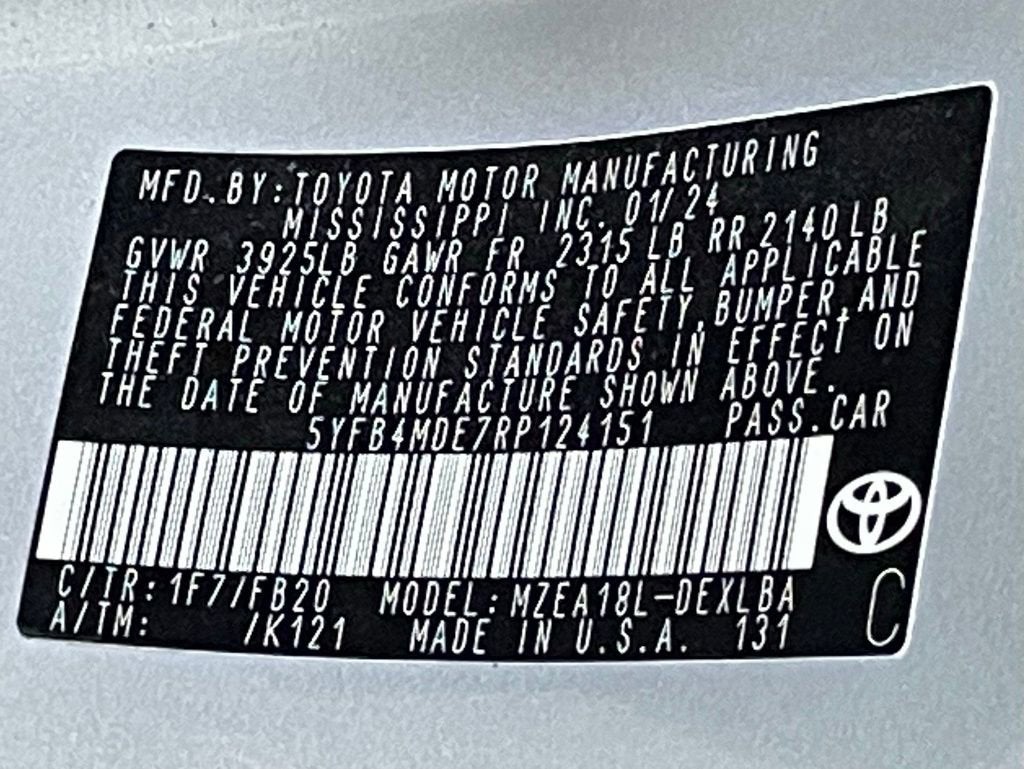 MFD. BY: TOYOTA MOTOR MANUFACTURING
MISSISSIPPI INC. 01/24
GVWR 3925LB GAWR FR 2315 LB RR 2140 LB
THIS VEHICLE CONFORMS TO ALL APPLICABLE
FEDERAL MOTOR VEHICLE SAFETY, BUMPER, AND
THEFT PREVENTION STANDARDS IN EFFECT ON
THE DATE OF MANUFACTURE SHOWN ABOVE.
5YFB4MDE7RP124151 PASS. CAR
C/TR: 1F7/FB20 MODEL: MZEA18L-DEXLBA
A/TM: /K121 MADE IN U.S.A. 131
C